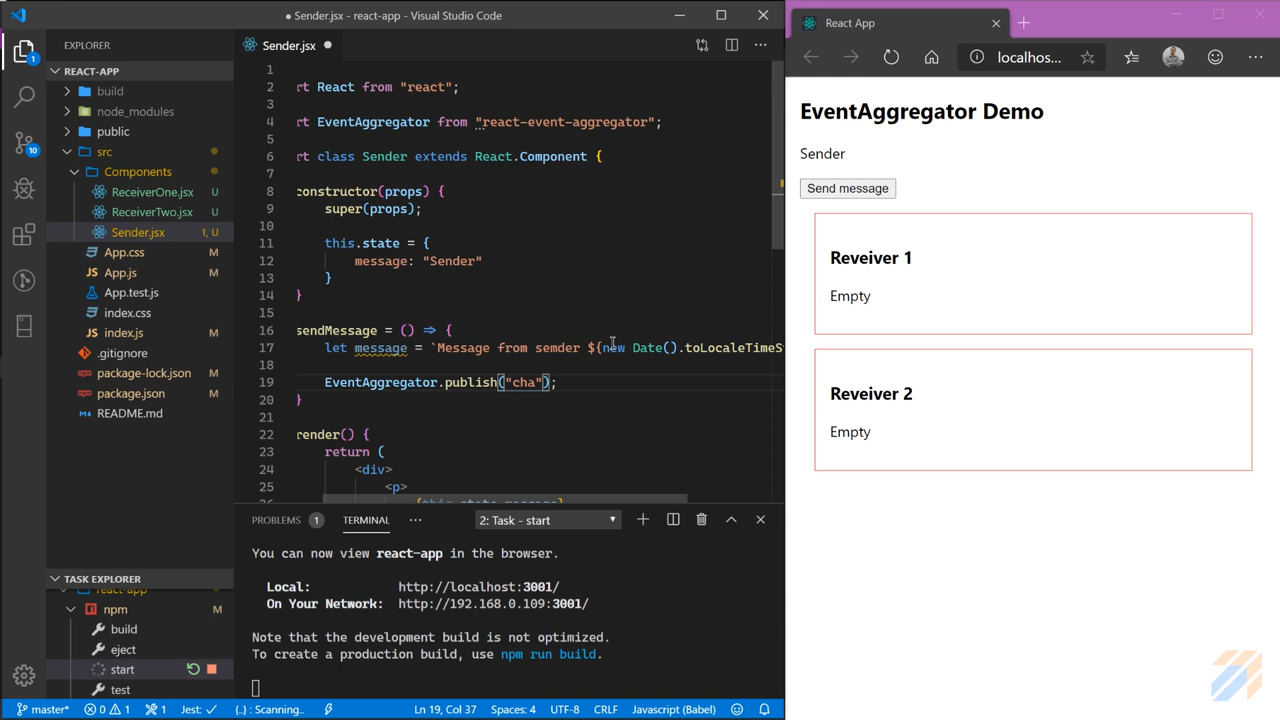 Sender.jsx - react-app - Visual Studio Code
EXPLORER
REACT-APP
build
node_modules
public
src
Components
ReceiverOne.jsx U
ReceiverTwo.jsx U
Sender.jsx 1, U
App.css M
App.js M
App.test.js
index.css
index.js M
.gitignore
package-lock.json M
package.json M
README.md
TASK EXPLORER
react-app
npm M
build
eject
start
test
1
10
Sender.jsx
1
2 rt React from "react";
3
4 rt EventAggregator from "react-event-aggregator";
5
6 rt class Sender extends React.Component {
7
8 constructor(props) {
9 super(props);
10
11 this.state = {
12 message: "Sender"
13 }
14 }
15
16 sendMessage = () => {
17 let message = `Message from semder ${new Date().toLocaleTimeS
18
19 EventAggregator.publish("cha");
20 }
21
22 render() {
23 return (
24 <div>
25 <p>
26 {this.state.message}
PROBLEMS 1 TERMINAL ··· 2: Task - start
You can now view react-app in the browser.
Local: http://localhost:3001/
On Your Network: http://192.168.0.109:3001/
Note that the development build is not optimized.
To create a production build, use npm run build.
master* 0 1 1 Jest: {..} : Scanning.. Ln 19, Col 37 Spaces: 4 UTF-8 CRLF JavaScript (Babel)
React App
localhos...
EventAggregator Demo
Sender
Send message
Reveiver 1
Empty
Reveiver 2
Empty